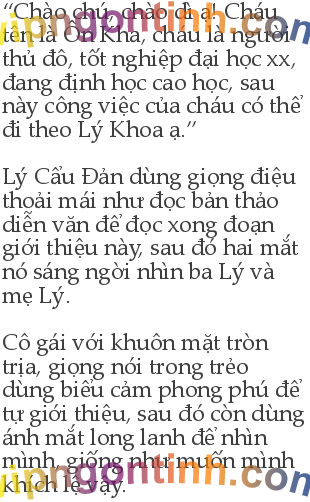 “Chào chú, chào dì ạ! Cháu
tên là Ôn Kha, cháu là người
thủ đô, tốt nghiệp đại học xx,
đang định học cao học, sau
này công việc của cháu có thể
đi theo Lý Khoa ạ.”
Lý Cẩu Đản dùng giọng điệu
thoải mái như đọc bản thảo
diễn văn để đọc xong đoạn
giới thiệu này, sau đó hai mắt
nó sáng ngời nhìn ba Lý và
mẹ Lý.
Cô gái với khuôn mặt tròn
trịa, giọng nói trong trẻo
dùng biểu cảm phong phú để
tự giới thiệu, sau đó còn dùng
ánh mắt long lanh để nhìn
mình, giống như muốn mình
khích lệ vậy.
vipngontinh.com
vipngontinh.com